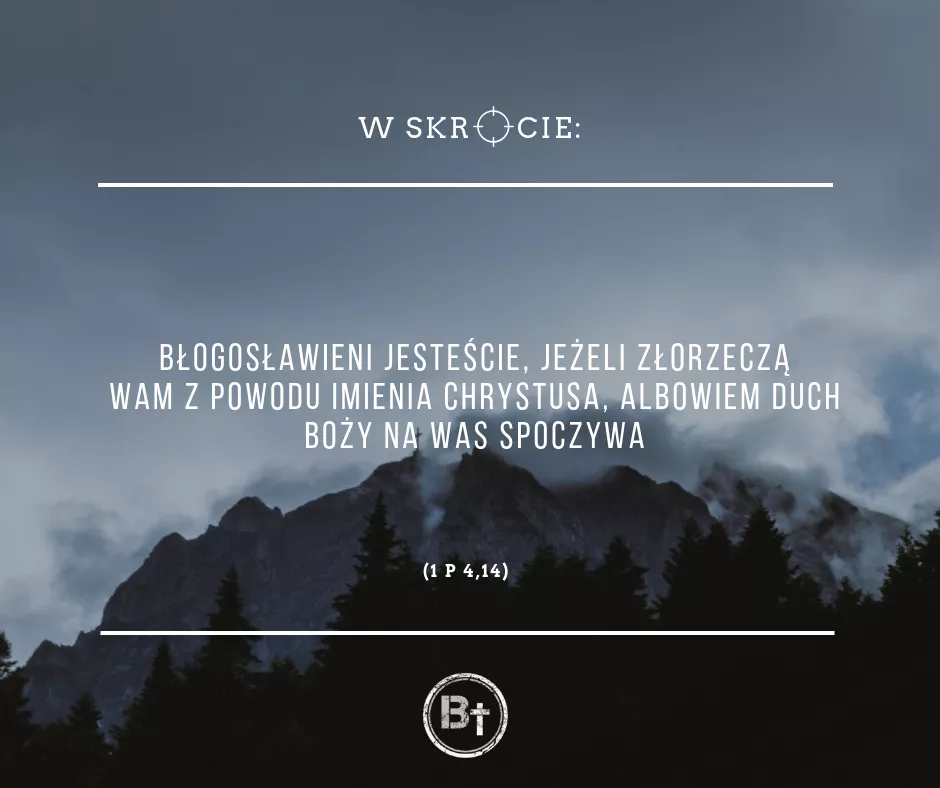 W SKRÓCIE:
BŁOGOSŁAWIENI JESTEŚCIE, JEŻELI ZŁORZECZĄ
WAM Z POWODU IMIENIA CHRYSTUSA, ALBOWIEM DUCH
BOŻY NA WAS SPOCZYWA
(1 P 4,14)
B†